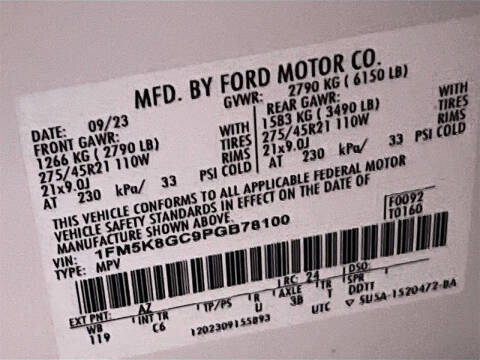 MFD. BY FORD MOTOR CO.
DATE: 09/23 GVWR: 2790 KG ( 6150 LB)
FRONT GAWR: REAR GAWR:
1266 KG ( 2790 LB) WITH 1583 KG ( 3490 LB) WITH
275/45R21 110W TIRES 275/45R21 110W TIRES
21x9.0J RIMS 21x9.0J RIMS
AT 230 kPa/ 33 PSI COLD AT 230 kPa/ 33 PSI COLD
THIS VEHICLE CONFORMS TO ALL APPLICABLE FEDERAL MOTOR
VEHICLE SAFETY STANDARDS IN EFFECT ON THE DATE OF
MANUFACTURE SHOWN ABOVE.
VIN: 1FM5K8GC9PGB78100 F0092
TYPE: MPV T0160
EXT PNT: AZ RC: 24 DSO:
WB INT TR TP/PS R AXLE TR SPR
119 C6 U 3B T DDTT
1202309155893 UTC 5U5A-1520472-BA